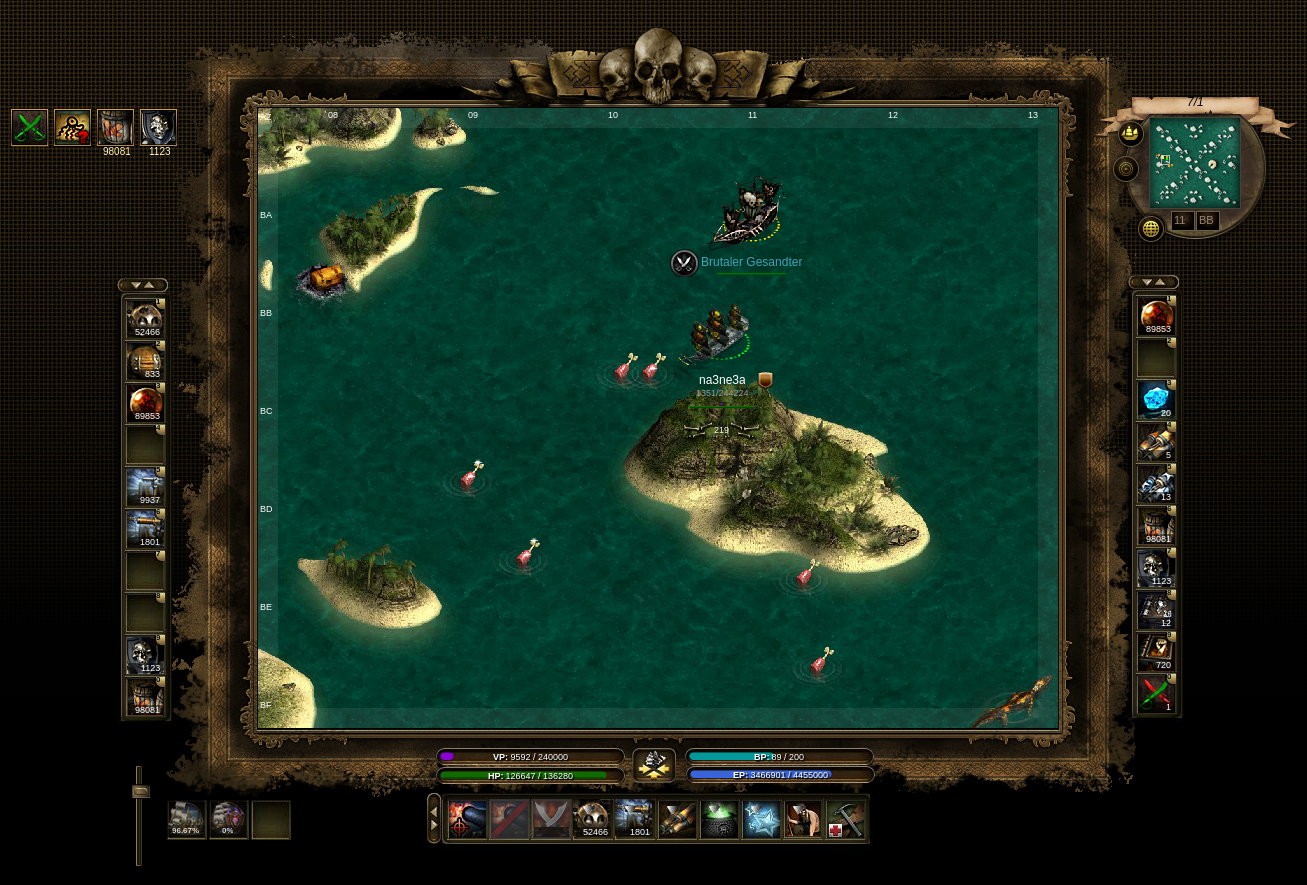 7/1
08 09 10 11 12 13
98081 1123
BA
11 BB
Brutaler Gesandter
BB
52466
833
89853
9937
1801
1123
98081
na3ne3a
1351/244224
BC
219
BD
BE
BF
89853
20
5
13
98081
1123
12
720
1
VP: 9592 / 240000
BP: 89 / 200
HP: 126647 / 136280
EP: 3466901 / 4455000
96.67% 0%
52466 1801